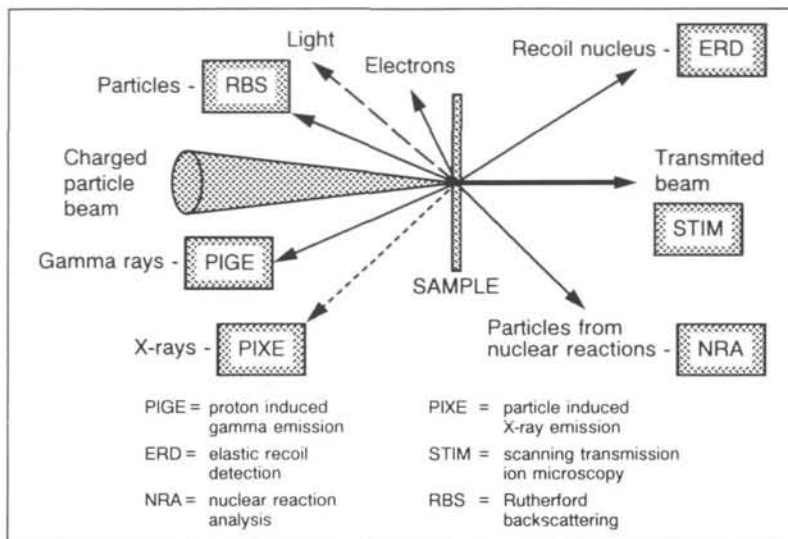 Light
Electrons
Recoil nucleus - ERD
Particles - RBS
Charged
particle
beam
Transmited
beam
STIM
Gamma rays - PIGE
SAMPLE
X-rays - PIXE
Particles from
nuclear reactions - NRA
PIGE = proton induced
gamma emission
ERD = elastic recoil
detection
NRA = nuclear reaction
analysis
PIXE = particle induced
X-ray emission
STIM = scanning transmission
ion microscopy
RBS = Rutherford
backscattering